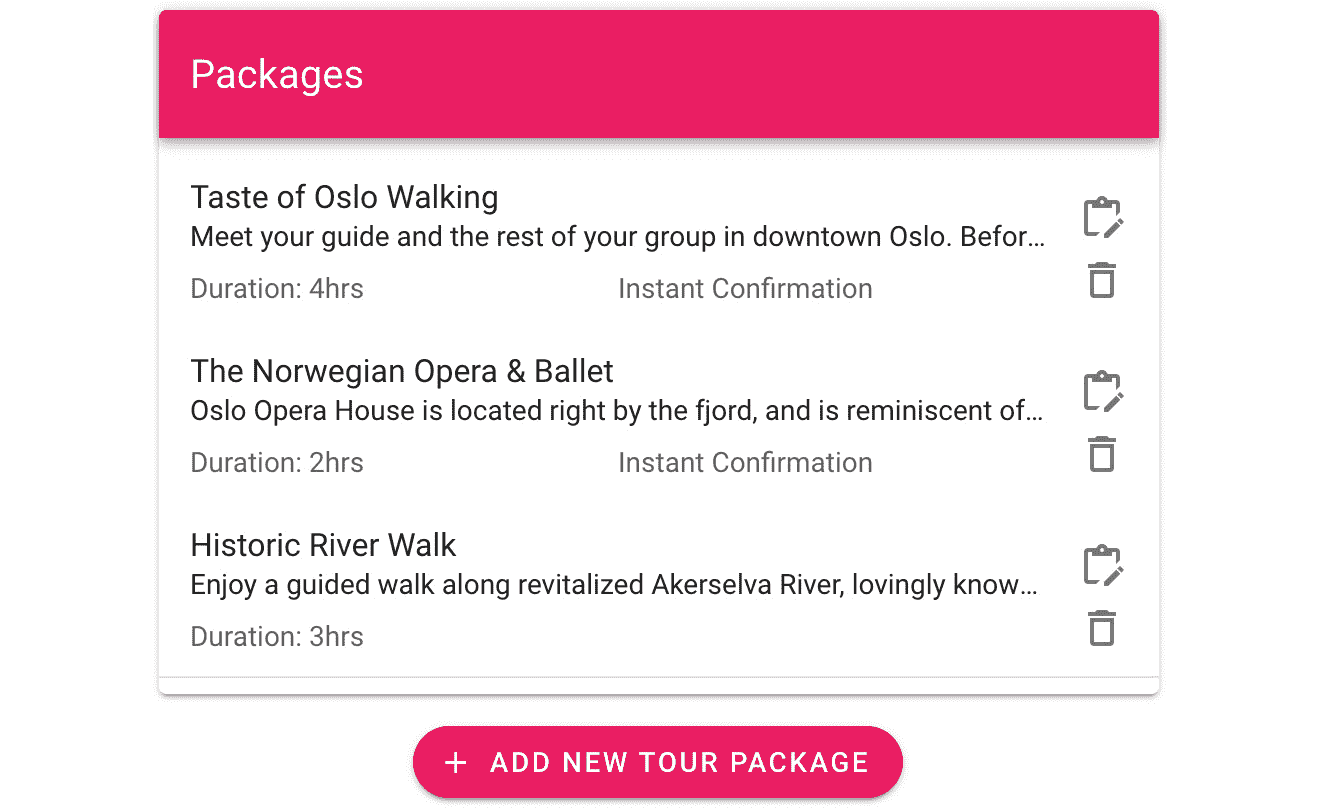 Packages
Taste of Oslo Walking
Meet your guide and the rest of your group in downtown Oslo. Befor...
Duration: 4hrs Instant Confirmation
The Norwegian Opera & Ballet
Oslo Opera House is located right by the fjord, and is reminiscent of...
Duration: 2hrs Instant Confirmation
Historic River Walk
Enjoy a guided walk along revitalized Akerselva River, lovingly know...
Duration: 3hrs
+ ADD NEW TOUR PACKAGE